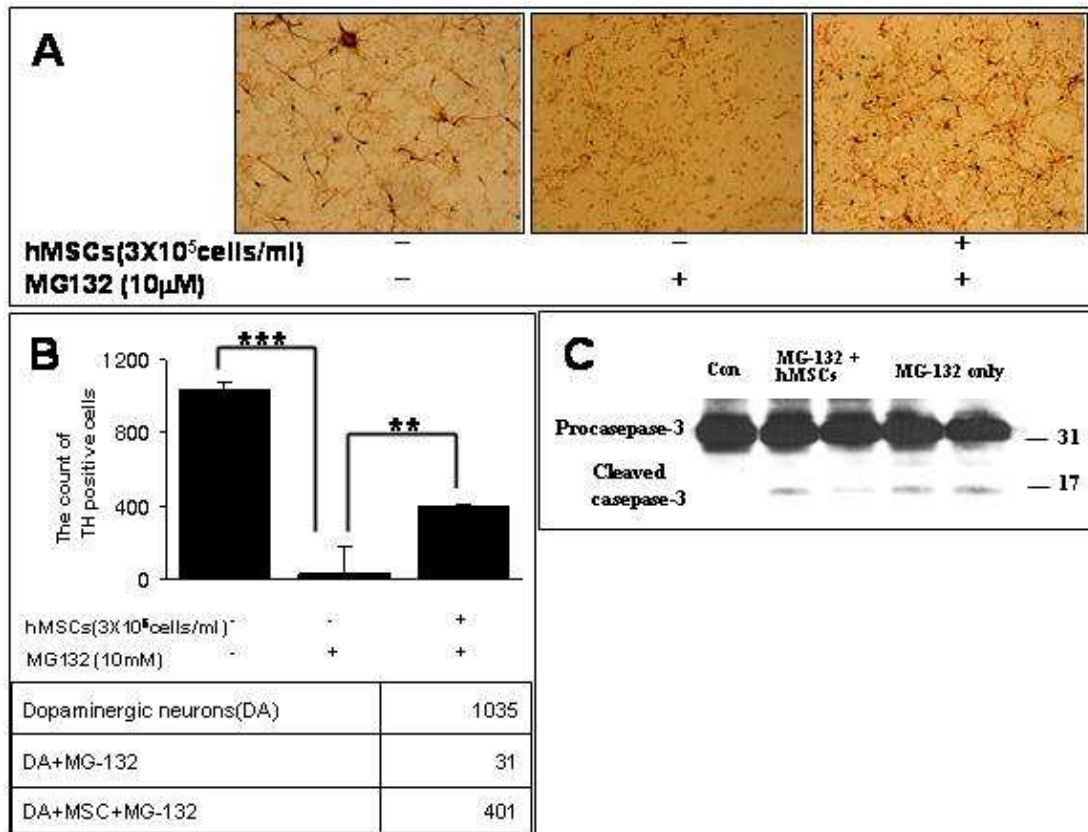 A
hMSCs(3X10⁵cells/ml) – – +
MG132 (10µM) – + +
B
***
**
The count of
TH positive cells
1200
800
400
0
hMSCs(3X10⁵cells/ml) - - +
MG132 (10mM) - + +
Dopaminergic neurons(DA) 1035
DA+MG-132 31
DA+MSC+MG-132 401
C
Con MG-132 + hMSCs MG-132 only
Procasepase-3 — 31
Cleaved casepase-3 — 17